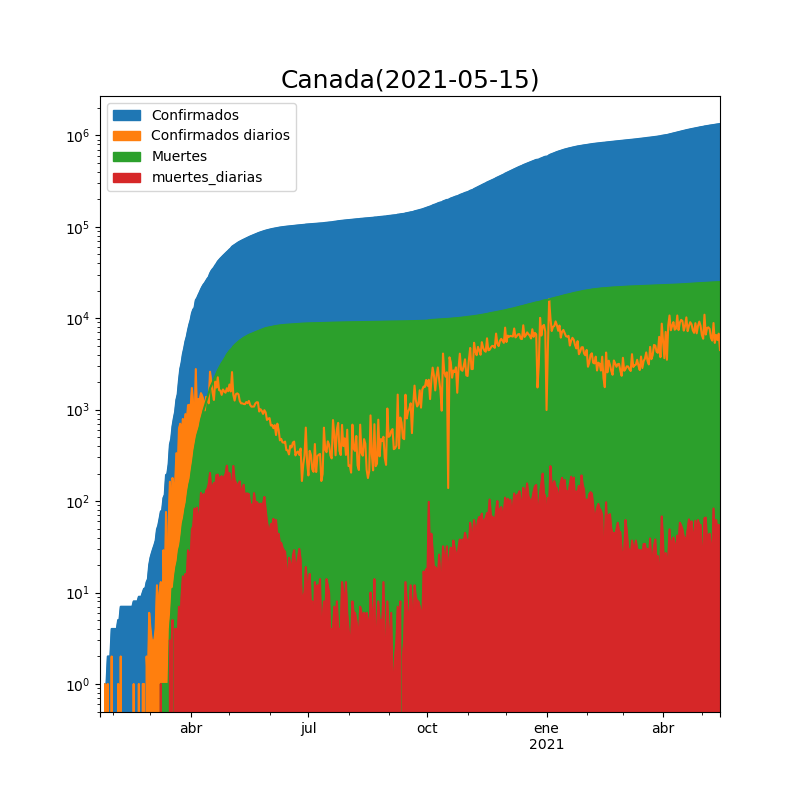 Canada(2021-05-15)
Confirmados
Confirmados diarios
Muertes
muertes_diarias
10^6
10^5
10^4
10^3
10^2
10^1
10^0
abr jul oct ene abr
2021